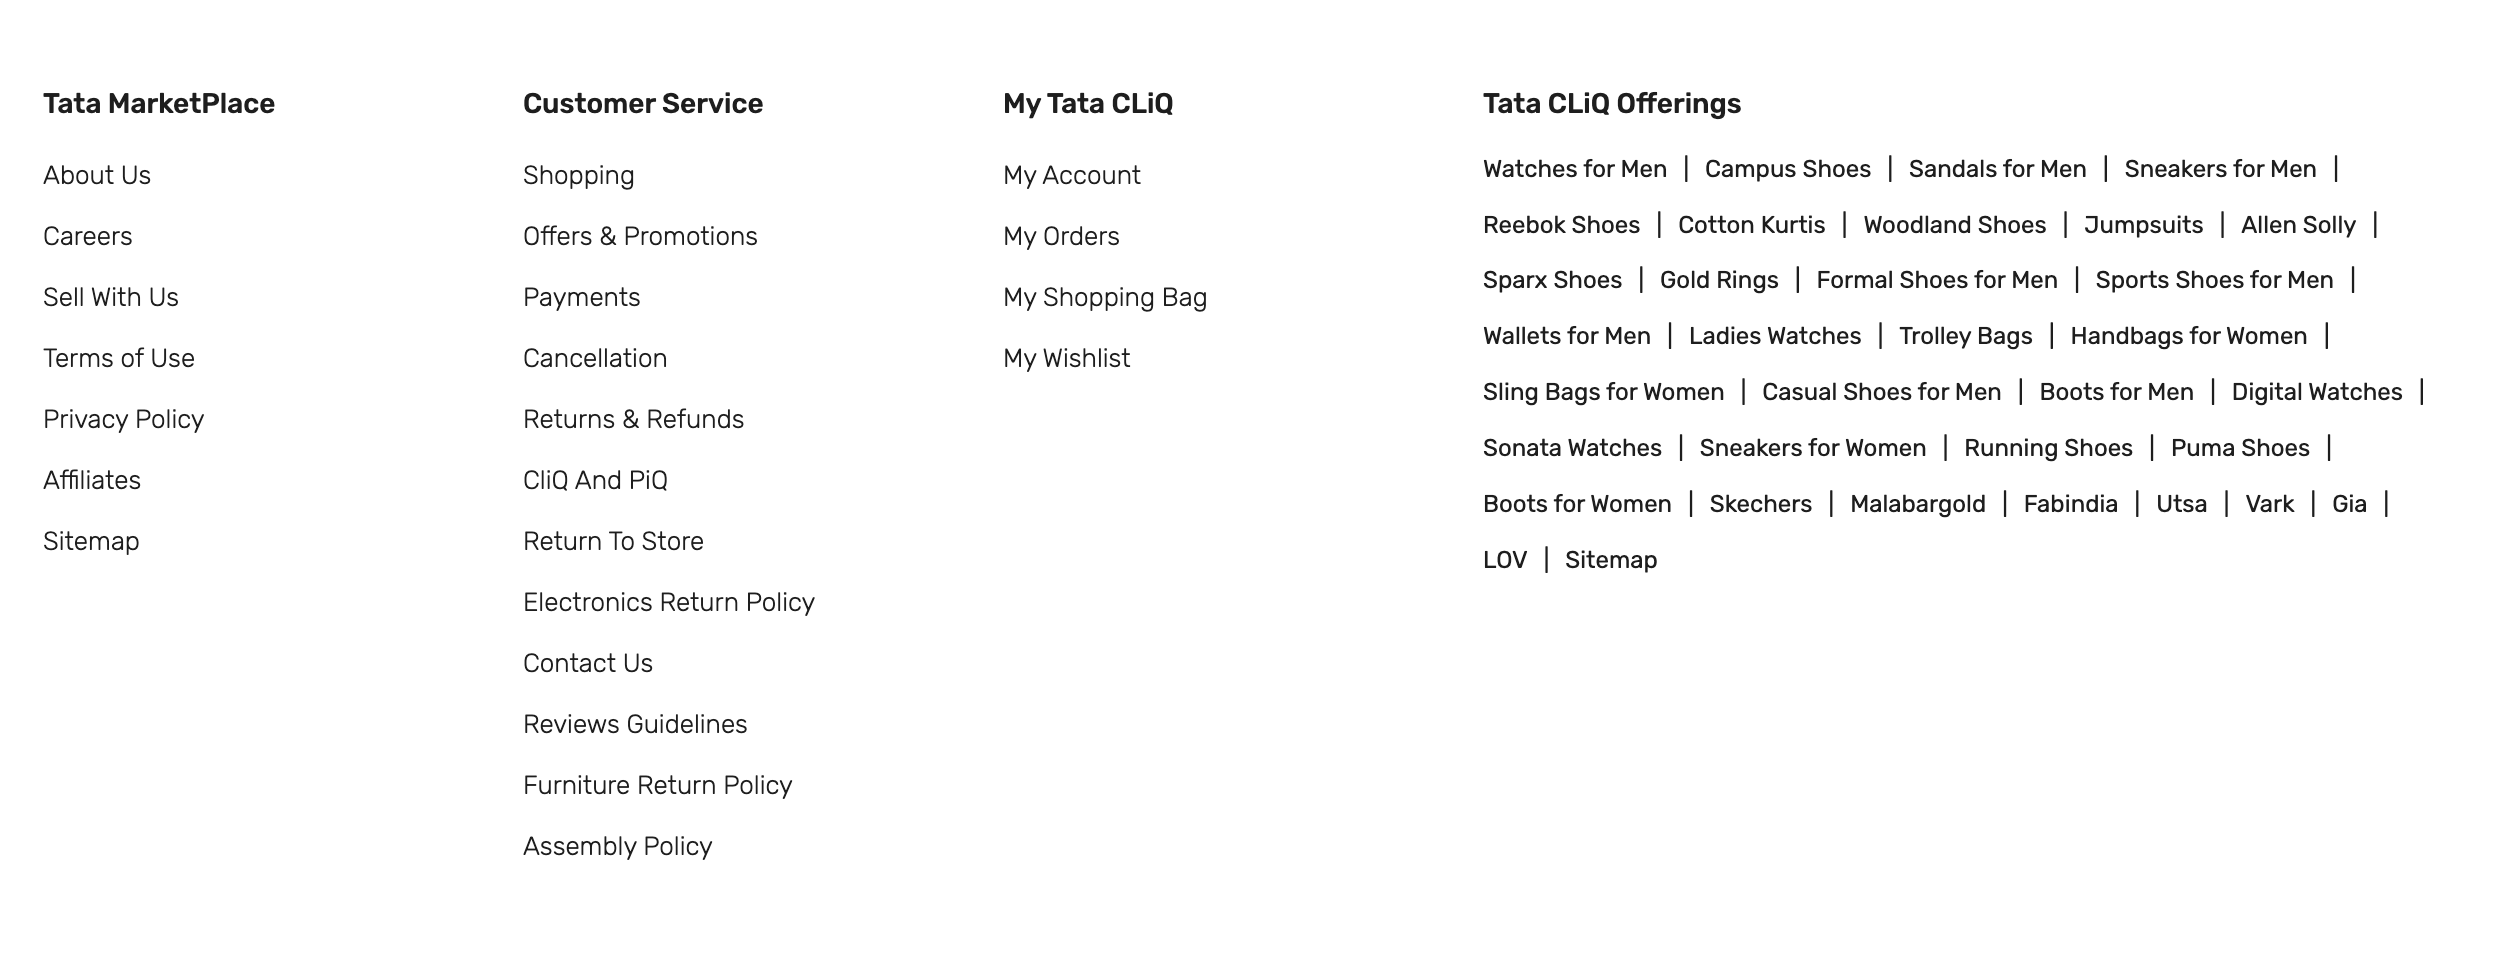 Tata MarketPlace
About Us
Careers
Sell With Us
Terms of Use
Privacy Policy
Affiliates
Sitemap
Customer Service
Shopping
Offers & Promotions
Payments
Cancellation
Returns & Refunds
CliQ And PiQ
Return To Store
Electronics Return Policy
Contact Us
Reviews Guidelines
Furniture Return Policy
Assembly Policy
My Tata CLiQ
My Account
My Orders
My Shopping Bag
My Wishlist
Tata CLiQ Offerings
Watches for Men | Campus Shoes | Sandals for Men | Sneakers for Men |
Reebok Shoes | Cotton Kurtis | Woodland Shoes | Jumpsuits | Allen Solly |
Sparx Shoes | Gold Rings | Formal Shoes for Men | Sports Shoes for Men |
Wallets for Men | Ladies Watches | Trolley Bags | Handbags for Women |
Sling Bags for Women | Casual Shoes for Men | Boots for Men | Digital Watches |
Sonata Watches | Sneakers for Women | Running Shoes | Puma Shoes |
Boots for Women | Skechers | Malabargold | Fabindia | Utsa | Vark | Gia |
LOV | Sitemap